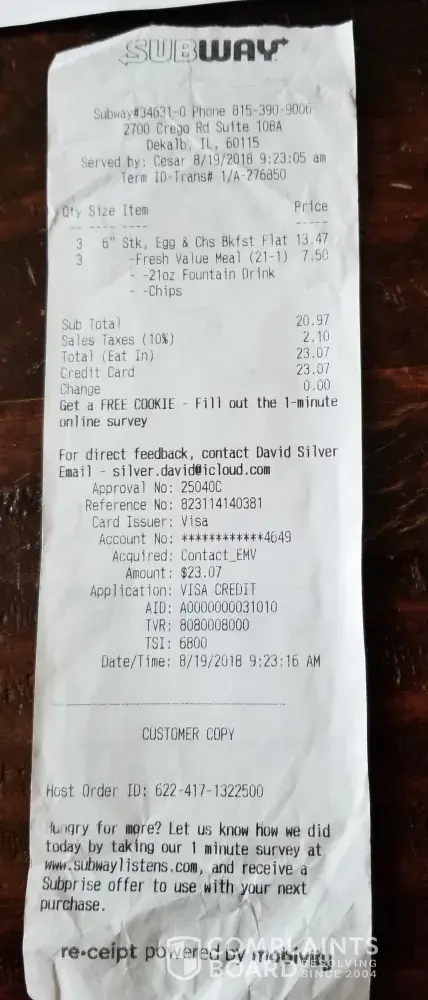 SUBWAY
Subway#34631-0 Phone 815-390-9006
2700 Crego Rd Suite 108A
Dekalb, IL, 60115
Served by: Cesar 8/19/2018 9:23:05 am
Term ID-Trans# 1/A-276850
Qty Size Item Price
--- ---- ---- -----
3 6" Stk, Egg & Chs Bkfst Flat 13.47
3 -Fresh Value Meal (21-1) 7.50
- -21oz Fountain Drink
- -Chips
Sub Total 20.97
Sales Taxes (10%) 2.10
Total (Eat In) 23.07
Credit Card 23.07
Change 0.00
Get a FREE COOKIE - Fill out the 1-minute
online survey
For direct feedback, contact David Silver
Email - silver.david@icloud.com
Approval No: 25040C
Reference No: 823114140381
Card Issuer: Visa
Account No: ************4649
Acquired: Contact_EMV
Amount: $23.07
Application: VISA CREDIT
AID: A0000000031010
TVR: 8080008000
TSI: 6800
Date/Time: 8/19/2018 9:23:16 AM
CUSTOMER COPY
Host Order ID: 622-417-1322500
Hungry for more? Let us know how we did
today by taking our 1 minute survey at
www.subwaylistens.com, and receive a
Subprise offer to use with your next
purchase.
re•ceipt powered by mobivity
COMPLAINTS
BOARD RESOLVING
SINCE 2004